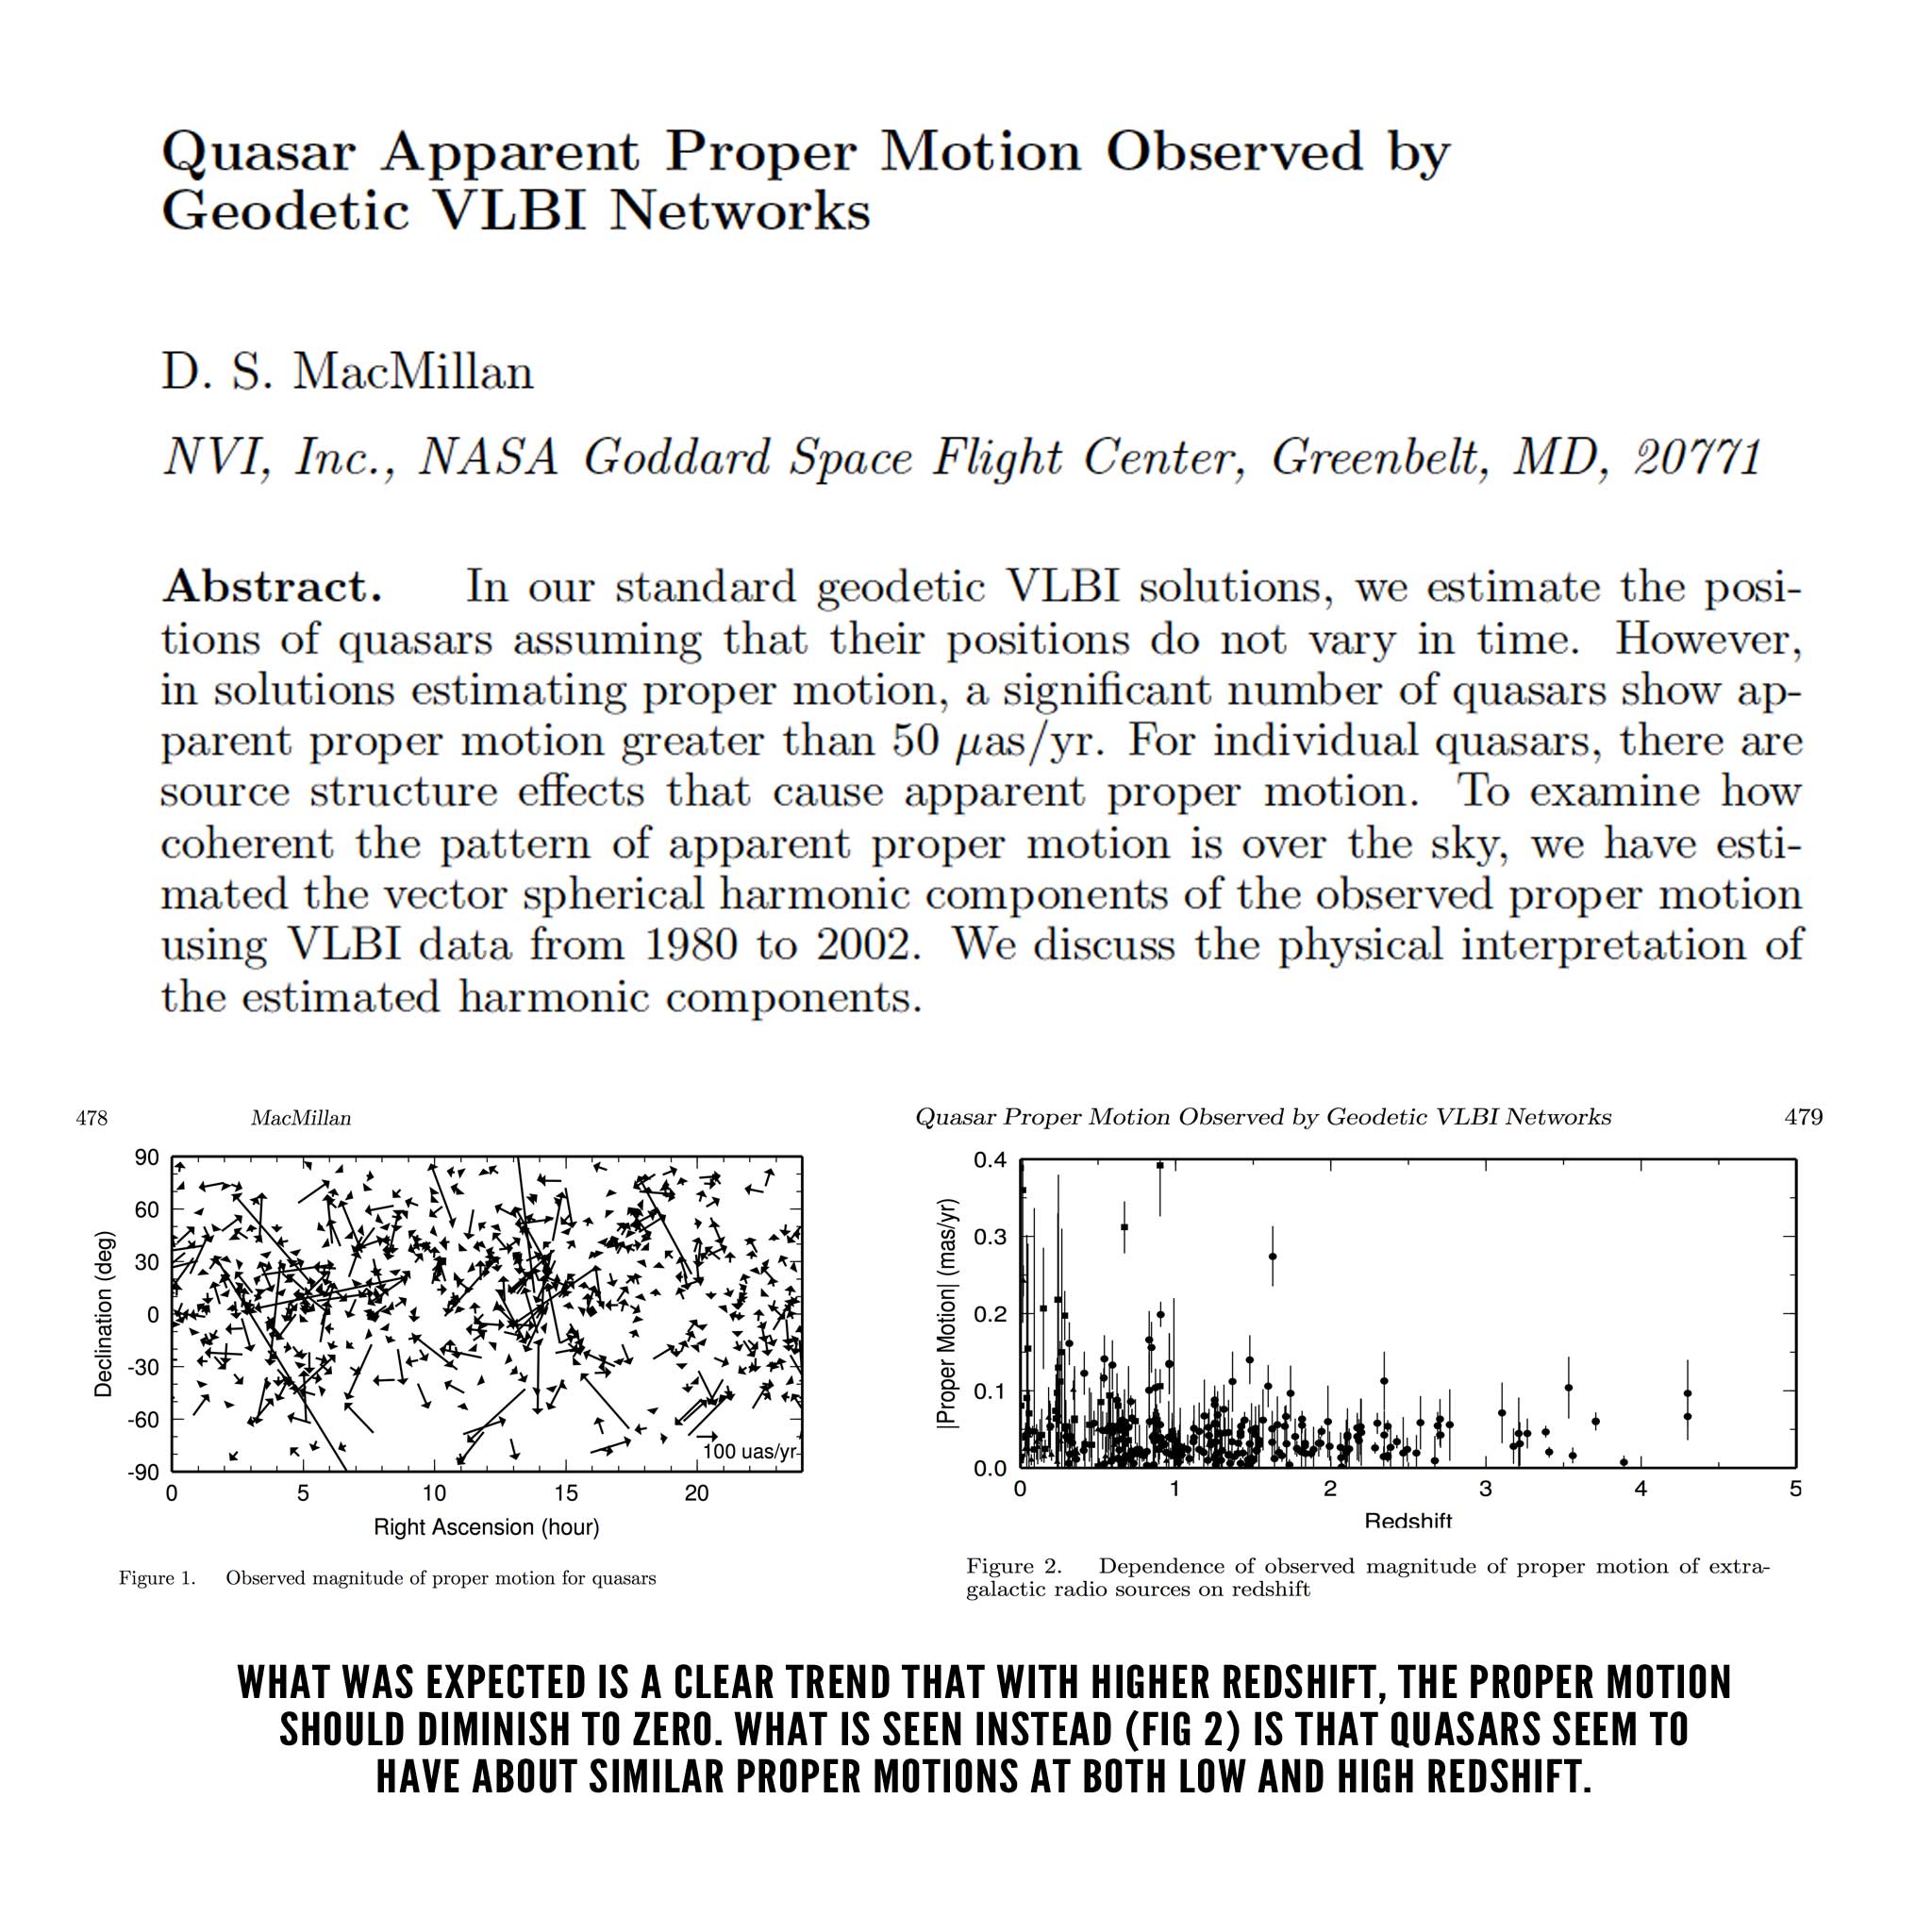 Quasar Apparent Proper Motion Observed by
Geodetic VLBI Networks
D. S. MacMillan
NVI, Inc., NASA Goddard Space Flight Center, Greenbelt, MD, 20771
Abstract. In our standard geodetic VLBI solutions, we estimate the posi-
tions of quasars assuming that their positions do not vary in time. However,
in solutions estimating proper motion, a significant number of quasars show ap-
parent proper motion greater than 50 μas/yr. For individual quasars, there are
source structure effects that cause apparent proper motion. To examine how
coherent the pattern of apparent proper motion is over the sky, we have esti-
mated the vector spherical harmonic components of the observed proper motion
using VLBI data from 1980 to 2002. We discuss the physical interpretation of
the estimated harmonic components.
478 MacMillan
90
60
30
0
-30
-60
-90
Declination (deg)
100 uas/yr
0 5 10 15 20
Right Ascension (hour)
Figure 1. Observed magnitude of proper motion for quasars
Quasar Proper Motion Observed by Geodetic VLBI Networks 479
0.4
0.3
0.2
0.1
0.0
|Proper Motion| (mas/yr)
0 1 2 3 4 5
Redshift
Figure 2. Dependence of observed magnitude of proper motion of extra-
galactic radio sources on redshift
WHAT WAS EXPECTED IS A CLEAR TREND THAT WITH HIGHER REDSHIFT, THE PROPER MOTION
SHOULD DIMINISH TO ZERO. WHAT IS SEEN INSTEAD (FIG 2) IS THAT QUASARS SEEM TO
HAVE ABOUT SIMILAR PROPER MOTIONS AT BOTH LOW AND HIGH REDSHIFT.